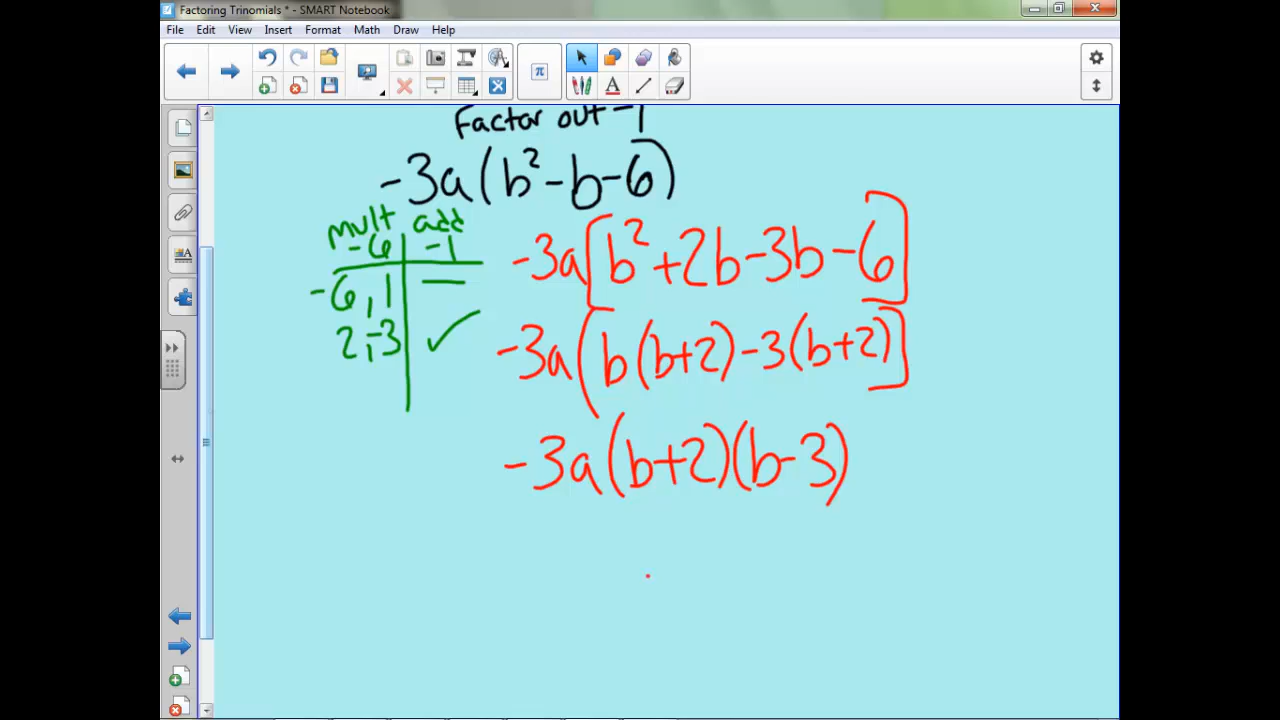 Factoring Trinomials * - SMART Notebook
File Edit View Insert Format Math Draw Help
π
A
Factor out -1
-3a(b²-b-6)
mult add
-6 -1
-6, 1 —
2, -3 ✓
-3a[b²+2b-3b-6]
-3a(b(b+2)-3(b+2)]
-3a(b+2)(b-3)